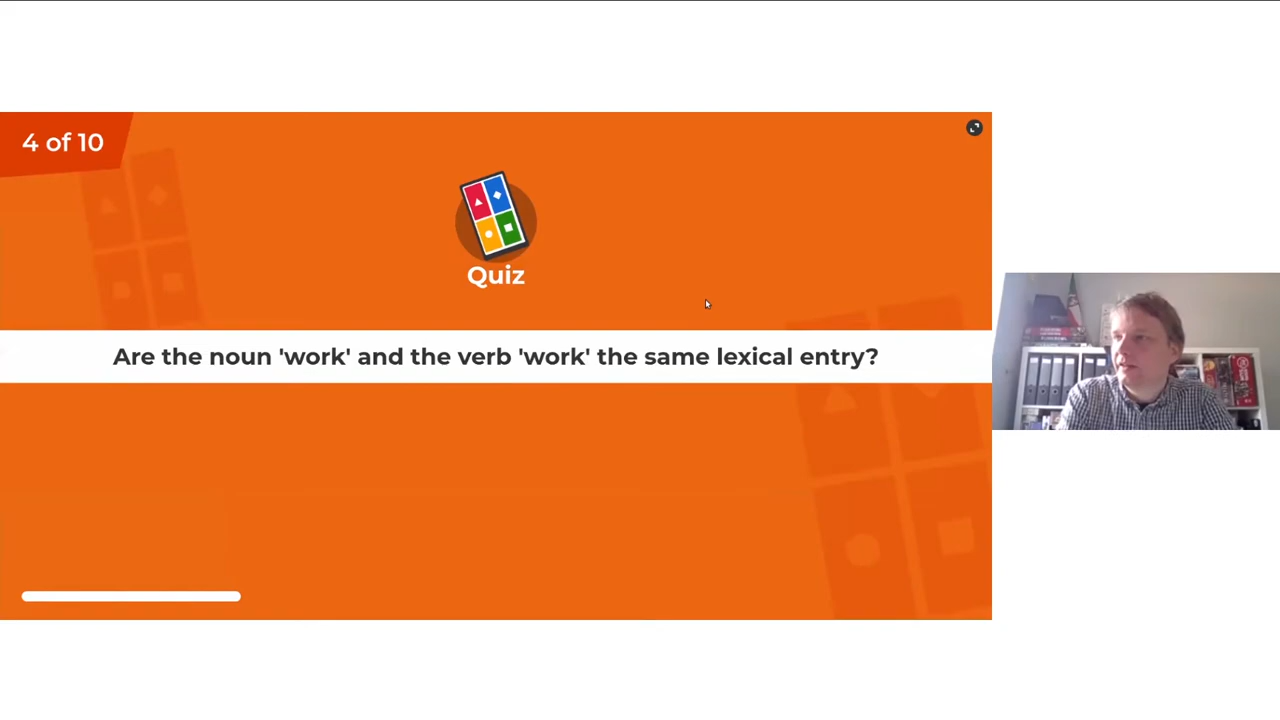 4 of 10
Quiz
Are the noun 'work' and the verb 'work' the same lexical entry?